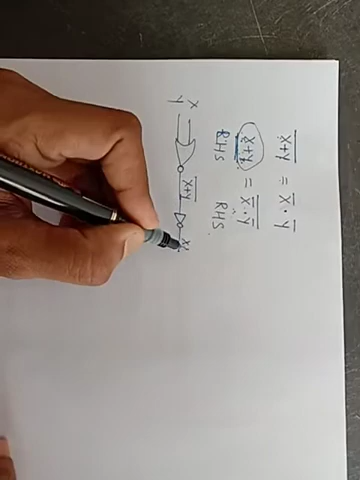 x̅+̅y̅ = x̅ · y̅
x̅+̅y̅ = x̅ · y̅
RHS RHS
x
y
x̅+̅y̅